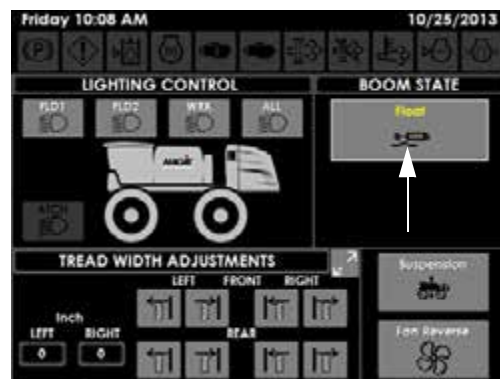 Friday 10:08 AM
10/25/2013
LIGHTING CONTROL
BOOM STATE
FLD1
FLD2
WRK
ALL
Float
TREAD WIDTH ADJUSTMENTS
Suspension
LEFT
FRONT
RIGHT
Inch
LEFT
RIGHT
REAR
0
0
Fan Reverse